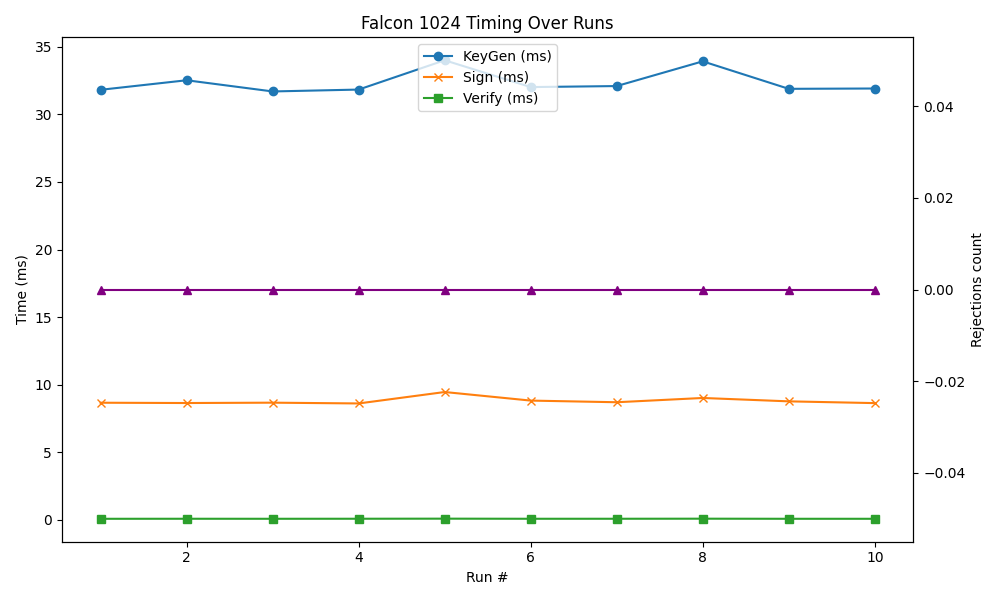 Falcon 1024 Timing Over Runs
KeyGen (ms)
Sign (ms)
Verify (ms)
35
30
25
20
15
10
5
0
Time (ms)
0.04
0.02
0.00
−0.02
−0.04
Rejections count
2
4
6
8
10
Run #